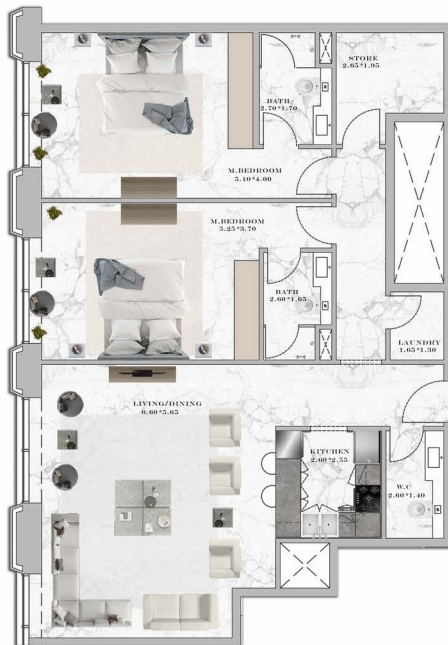 STORE
2.65*1.95
BATH
2.70*1.70
M.BEDROOM
5.10*4.00
M.BEDROOM
5.25*3.70
BATH
2.60*1.65
LAUNDRY
1.65*1.30
LIVING/DINING
6.60*5.65
KITCHEN
2.60*2.55
W.C
2.60*1.40